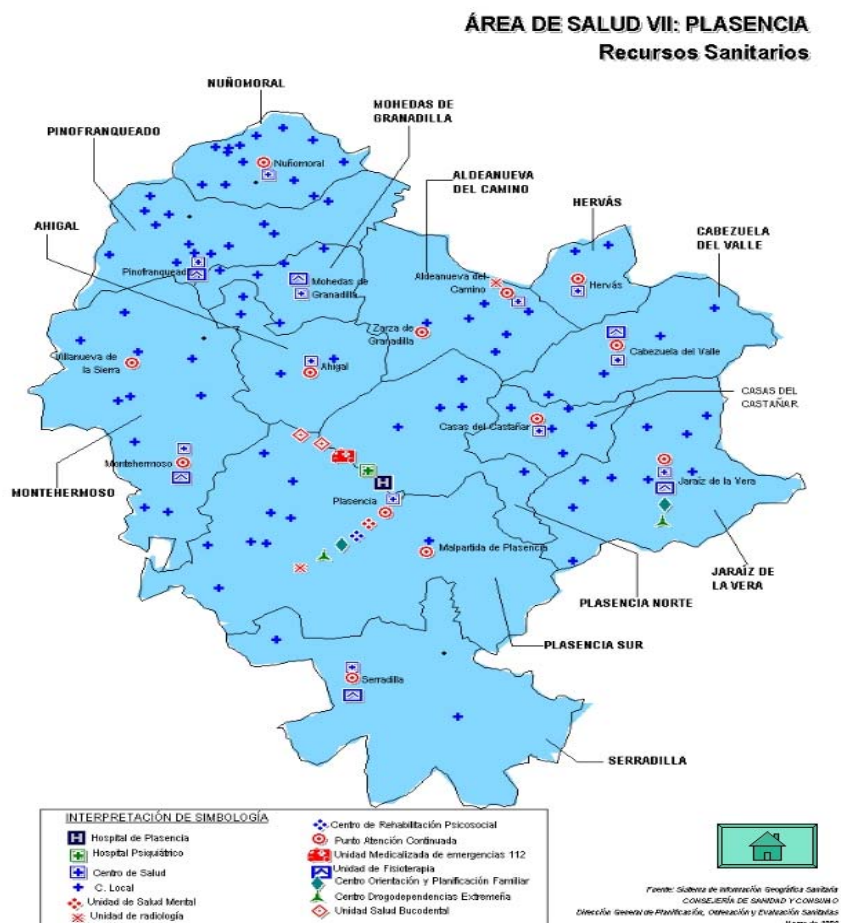 ÁREA DE SALUD VII: PLASENCIA
Recursos Sanitarios
NUÑOMORAL
MOHEDAS DE
GRANADILLA
PINOFRANQUEADO
ALDEANUEVA
DEL CAMINO
HERVÁS
AHIGAL
CABEZUELA
DEL VALLE
Nuñomoral
Pinofranquead
Mohedas de
Granadilla
Aldeanueva del
Camino
Hervás
Zarza de
Granadilla
Villanueva de
la Sierra
Ahigal
Cabezuela del Valle
CASAS DEL
CASTAÑAR
Casas del Castañar
Montehermoso
MONTEHERMOSO
Jaraíz de la Vera
Plasencia
Malpartida de Plasencia
JARAÍZ DE
LA VERA
PLASENCIA NORTE
PLASENCIA SUR
Serradilla
SERRADILLA
INTERPRETACIÓN DE SIMBOLOGÍA
H Hospital de Plasencia
Hospital Psiquiátrico
Centro de Salud
C. Local
Unidad de Salud Mental
Unidad de radiología
Centro de Rehabilitación Psicosocial
Punto Atención Continuada
Unidad Medicalizada de emergencias 112
Unidad de Fisioterapia
Centro Orientación y Planificación Familiar
Centro Drogodependencias Extremeña
Unidad Salud Bucodental
Fuente: Sistema de Información Geográfica Sanitaria
CONSEJERÍA DE SANIDAD Y CONSUMO
Dirección General de Planificación, Ordenación y Evaluación Sanitarias